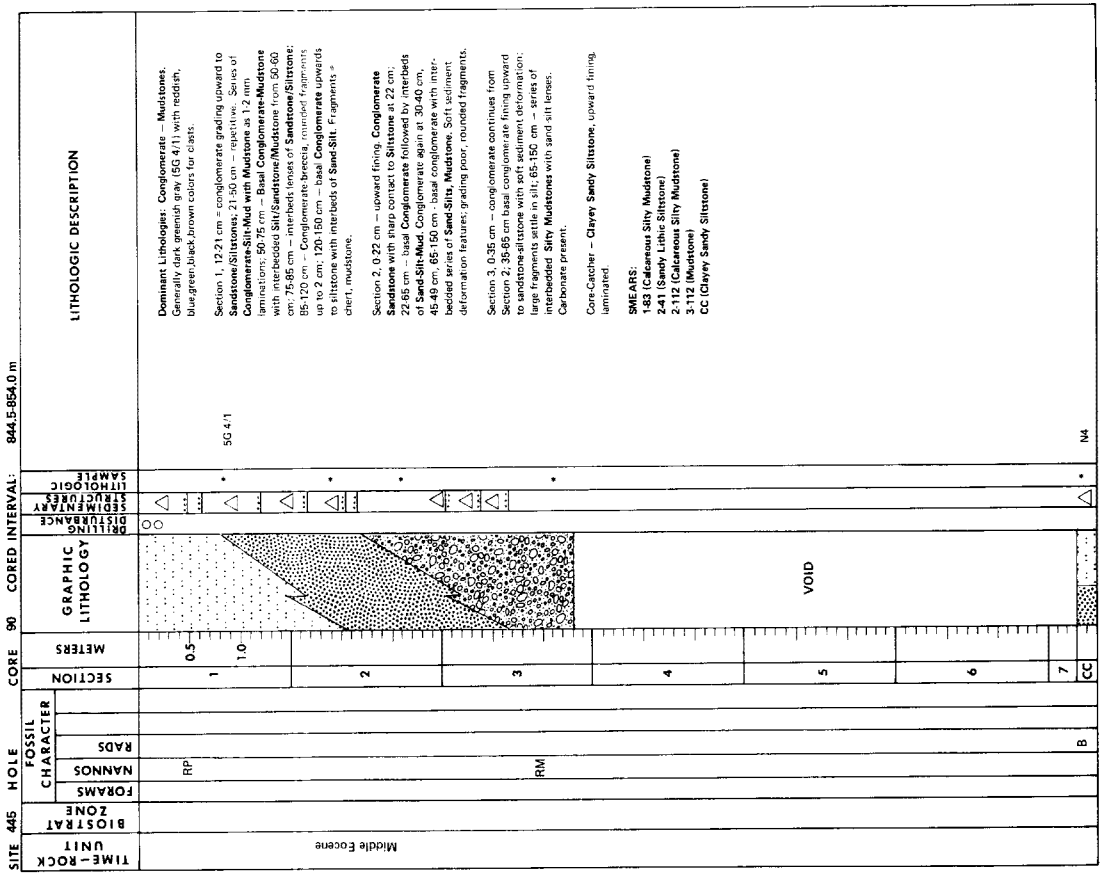 SITE 445 HOLE CORE 90 CORED INTERVAL: 844.5-854.0 m
TIME-ROCK
UNIT
BIOSTRAT
ZONE
FOSSIL
CHARACTER
FORAMS
NANNOS
RADS
SECTION
METERS
GRAPHIC
LITHOLOGY
DRILLING
DISTURBANCE
SEDIMENTARY
STRUCTURES
LITHOLOGIC
SAMPLE
LITHOLOGIC DESCRIPTION
Middle Eocene
RP
RM
B
1
2
3
4
5
6
7
CC
0.5
1.0
VOID
*
*
*
*
*
5G 4/1
N4
Dominant Lithologies: Conglomerate – Mudstones.
Generally dark greenish gray (5G 4/1) with reddish,
blue,green,black,brown colors for clasts.
Section 1, 12-21 cm = conglomerate grading upward to
Sandstone/Siltstones; 21-50 cm – repetitive. Series of
Conglomerate-Silt-Mud with Mudstone as 1-2 mm
laminations; 50-75 cm – Basal Conglomerate-Mudstone
with interbedded Silt/Sandstone/Mudstone from 50-60
cm; 75-85 cm – interbeds lenses of Sandstone/Siltstone;
85-120 cm – Conglomerate-breccia, rounded fragments
up to 2 cm; 120-150 cm – basal Conglomerate upwards
to siltstone with interbeds of Sand-Silt. Fragments =
chert, mudstone.
Section 2, 0-22 cm – upward fining. Conglomerate
Sandstone with sharp contact to Siltstone at 22 cm;
22-65 cm – basal Conglomerate followed by interbeds
of Sand-Silt-Mud. Conglomerate again at 30-40 cm,
45-49 cm, 65-150 cm - basal conglomerate with inter-
bedded series of Sand-Silts, Mudstone. Soft sediment
deformation features; grading poor, rounded fragments.
Section 3, 0-35 cm – conglomerate continues from
Section 2; 35-65 cm basal conglomerate fining upward
to sandstone-siltstone with soft sediment deformation;
large fragments settle in silt; 65-150 cm – series of
interbedded Silty Mudstones with sand silt lenses.
Carbonate present.
Core-Catcher – Clayey Sandy Siltstone, upward fining,
laminated.
SMEARS:
1-83 (Calcareous Silty Mudstone)
2-41 (Sandy Lithic Siltstone)
2-112 (Calcareous Silty Mudstone)
3-112 (Mudstone)
CC (Clayey Sandy Siltstone)